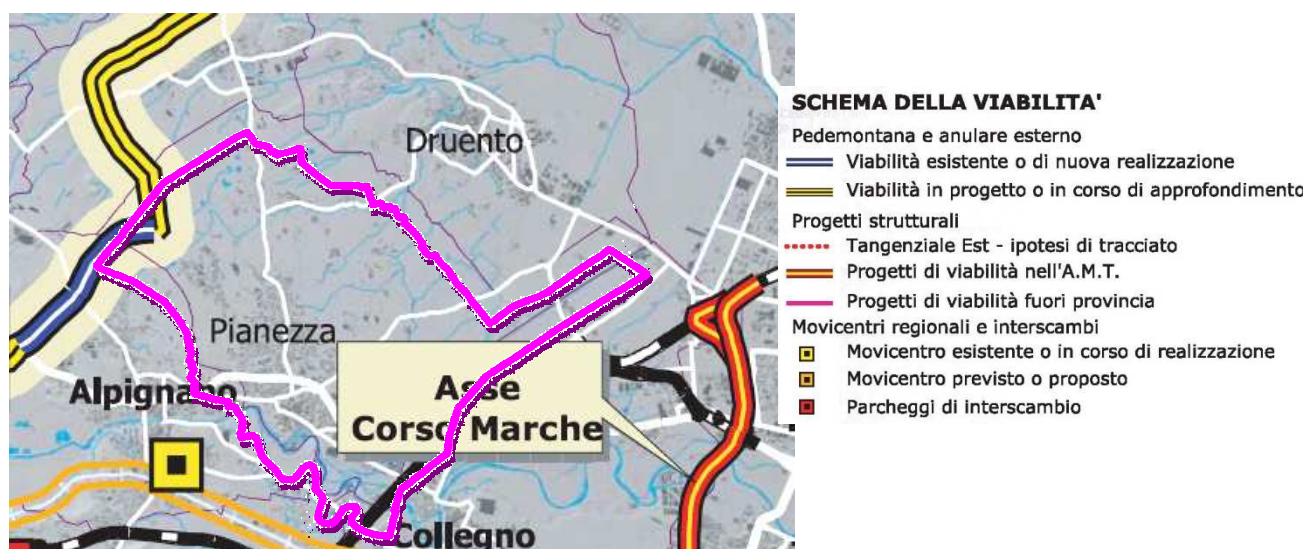 Druento
Pianezza
Alpignano
Asse
Corso Marche
Collegno
SCHEMA DELLA VIABILITA'
Pedemontana e anulare esterno
Viabilità esistente o di nuova realizzazione
Viabilità in progetto o in corso di approfondimento
Progetti strutturali
Tangenziale Est - ipotesi di tracciato
Progetti di viabilità nell'A.M.T.
Progetti di viabilità fuori provincia
Movicentri regionali e interscambi
Movicentro esistente o in corso di realizzazione
Movicentro previsto o proposto
Parcheggi di interscambio